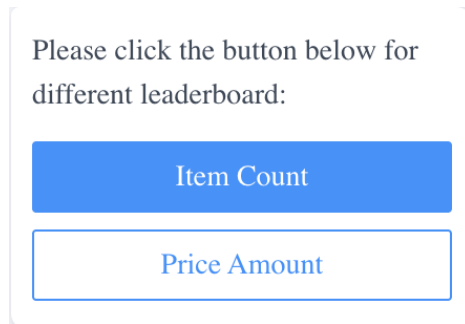 Please click the button below for
different leaderboard:
Item Count
Price Amount